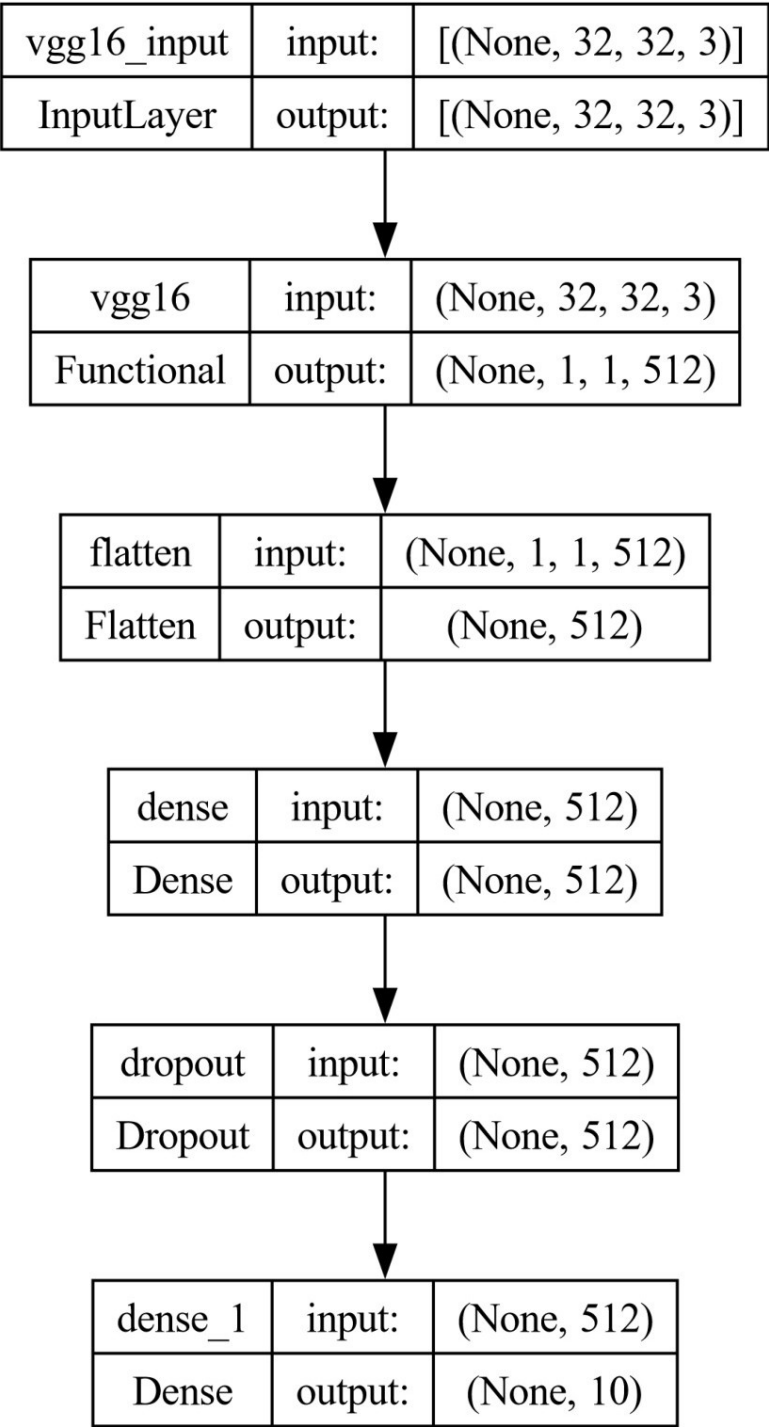 vgg16_input input: [(None, 32, 32, 3)]
InputLayer output: [(None, 32, 32, 3)]
vgg16 input: (None, 32, 32, 3)
Functional output: (None, 1, 1, 512)
flatten input: (None, 1, 1, 512)
Flatten output: (None, 512)
dense input: (None, 512)
Dense output: (None, 512)
dropout input: (None, 512)
Dropout output: (None, 512)
dense_1 input: (None, 512)
Dense output: (None, 10)